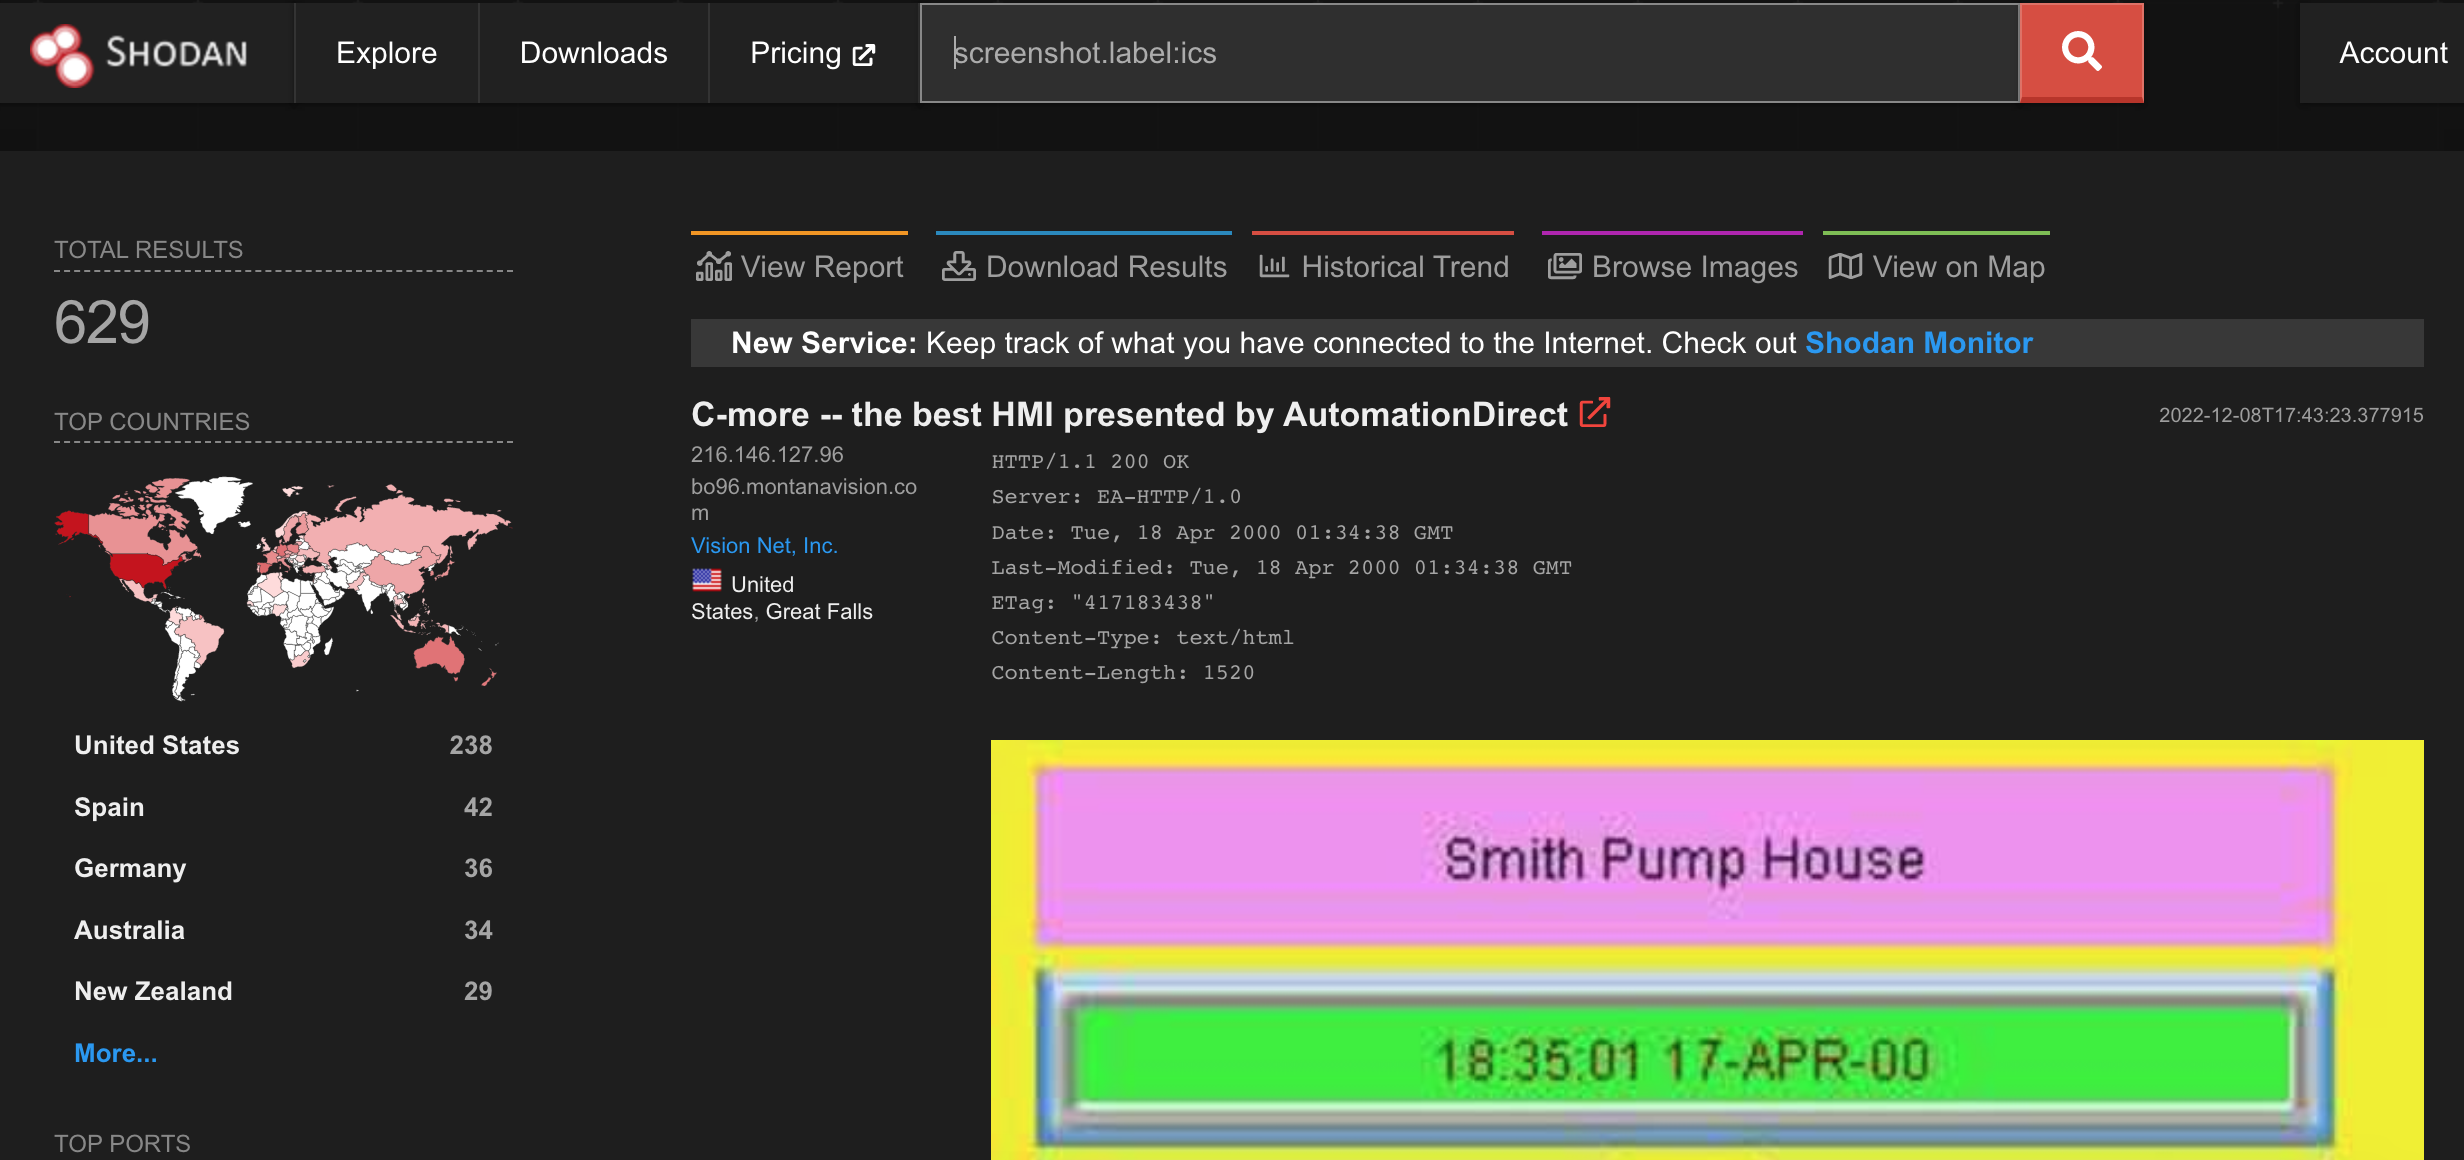 SHODAN
Explore
Downloads
Pricing
screenshot.label:ics
Account
TOTAL RESULTS
629
TOP COUNTRIES
United States 238
Spain 42
Germany 36
Australia 34
New Zealand 29
More...
TOP PORTS
View Report
Download Results
Historical Trend
Browse Images
View on Map
New Service: Keep track of what you have connected to the Internet. Check out Shodan Monitor
C-more -- the best HMI presented by AutomationDirect
2022-12-08T17:43:23.377915
216.146.127.96
bo96.montanavision.co
m
Vision Net, Inc.
United
States, Great Falls
HTTP/1.1 200 OK
Server: EA-HTTP/1.0
Date: Tue, 18 Apr 2000 01:34:38 GMT
Last-Modified: Tue, 18 Apr 2000 01:34:38 GMT
ETag: "417183438"
Content-Type: text/html
Content-Length: 1520
Smith Pump House
18:35:01 17-APR-00